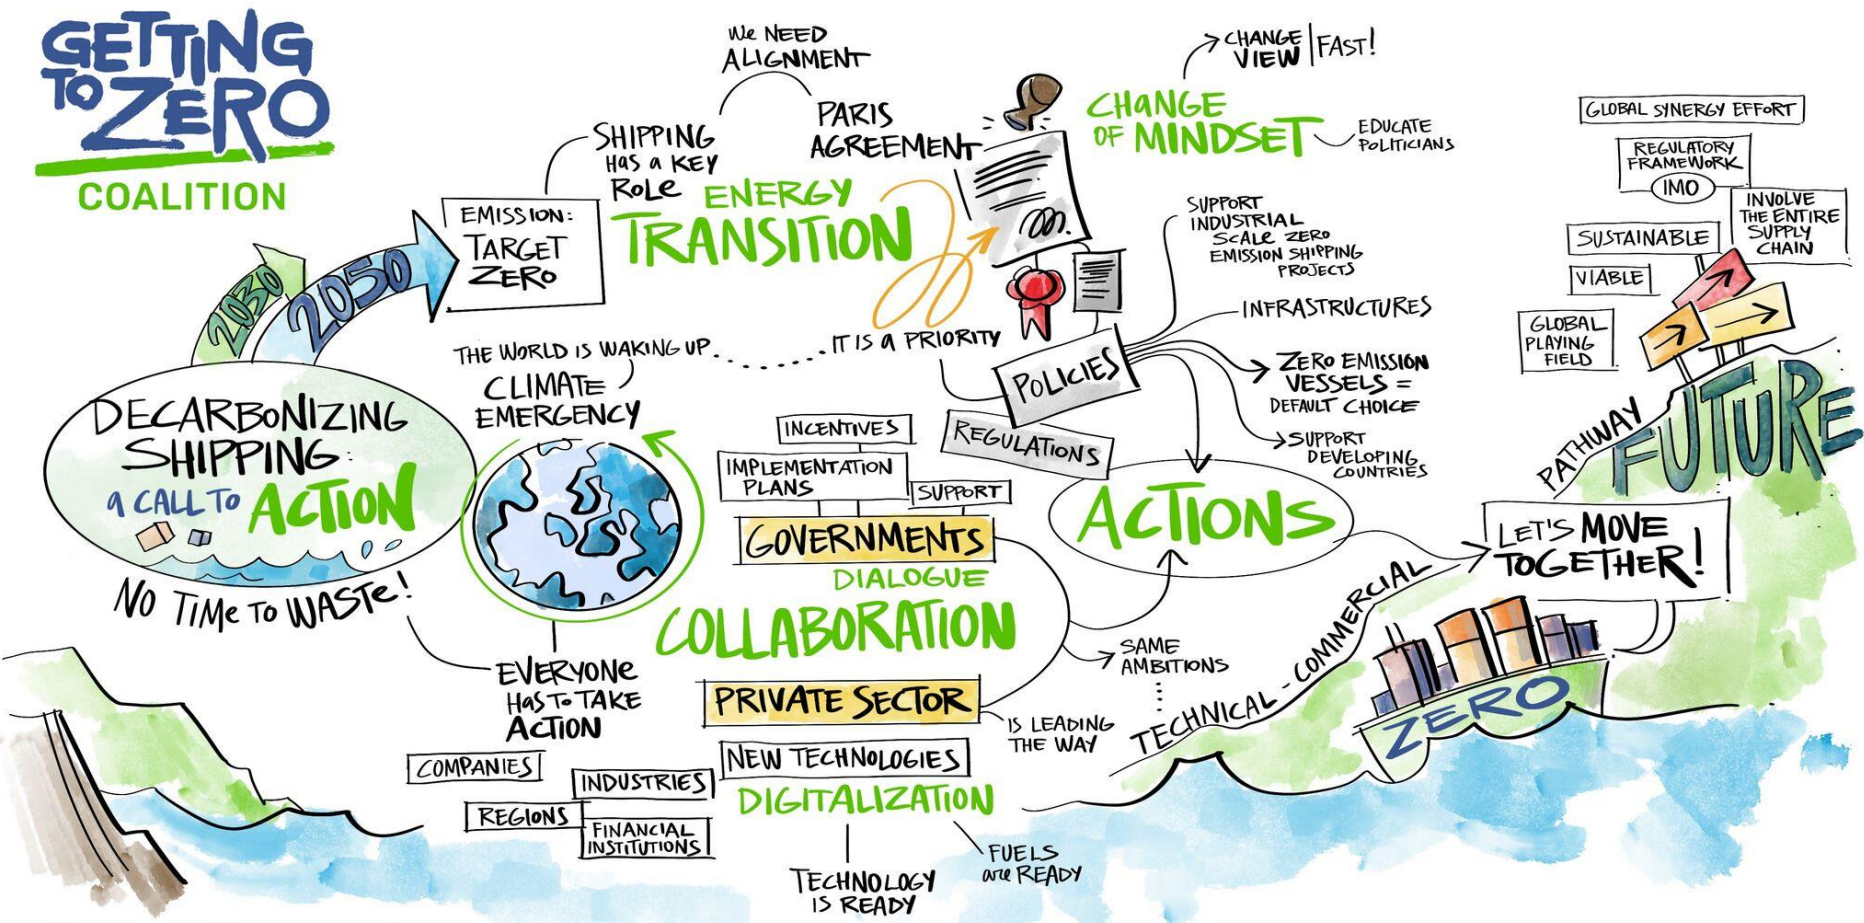 GETTING
TO ZERO
COALITION
2030
2050
EMISSION:
TARGET
ZERO
SHIPPING
HAS a KEY
ROLE
We NEED
ALIGNMENT
PARIS
AGREEMENT
ENERGY
TRANSITION
CHANGE
VIEW | FAST!
CHANGE
OF MINDSET
EDUCATE
POLITICIANS
DECARBONIZING
SHIPPING:
a CALL TO ACTION
NO TIMe TO WASTe!
THE WORLD IS WAKING UP
IT IS a PRIORITY
CLIMATE
EMERGENCY
EVERYONe
HAS To TAKE
ACTION
COMPANIES
INDUSTRIES
REGIONS
FINANCIAL
INSTITUTIONS
POLICIES
REGULATIONS
SUPPORT
INDUSTRIAL
SCALe ZERO
EMISSION SHIPPING
PROJECTS
INFRASTRUCTURES
ZERO EMISSION
VESSELS =
DEFAULT CHOICE
SUPPORT
DEVELOPING
COUNTRIES
ACTIONS
INCENTIVES
IMPLEMENTATION
PLANS
SUPPORT
GOVERNMENTS
DIALOGUE
COLLABORATION
PRIVATE SECTOR
SAME
AMBITIONS
IS LEADING
THE WAY
NEW TECHNOLOGIES
DIGITALIZATION
TECHNOLOGY
IS READY
FUELS
are READY
TECHNICAL - COMMERCIAL
PATHWAY
FUTURE
LET'S MOVE
TOGETHER!
ZERO
GLOBAL SYNERGY EFFORT
REGULATORY
FRAMEWORK
IMO
INVOLVE
THE ENTIRE
SUPPLY
CHAIN
SUSTAINABLE
VIABLE
GLOBAL
PLAYING
FIELD